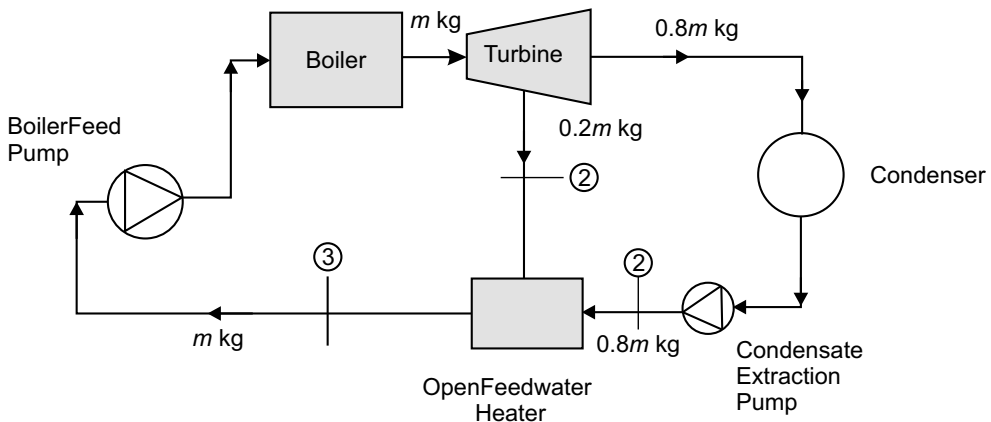 m kg
Boiler
Turbine
0.8m kg
BoilerFeed
Pump
0.2m kg
2
Condenser
3
2
m kg
0.8m kg
OpenFeedwater
Heater
Condensate
Extraction
Pump